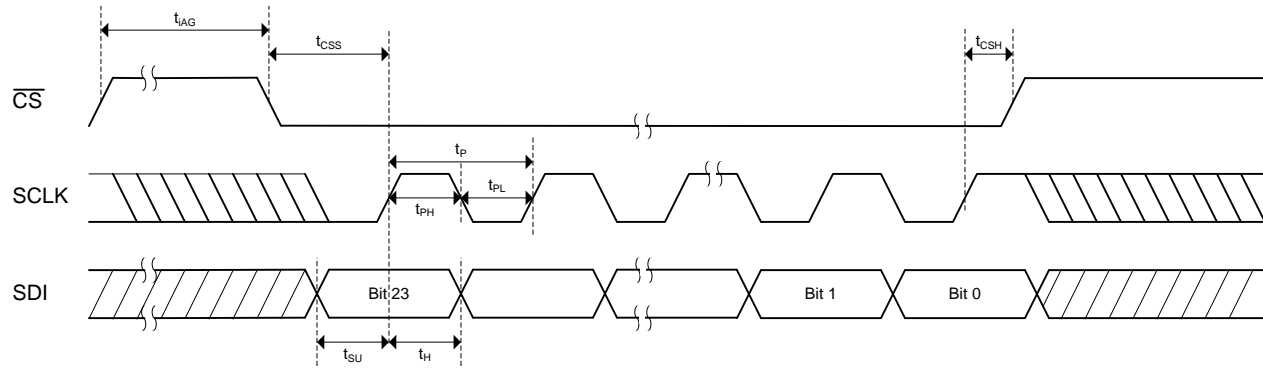 tIAG
tCSS
tCSH
CS
tP
SCLK
tPH
tPL
SDI
Bit 23
Bit 1
Bit 0
tSU
tH